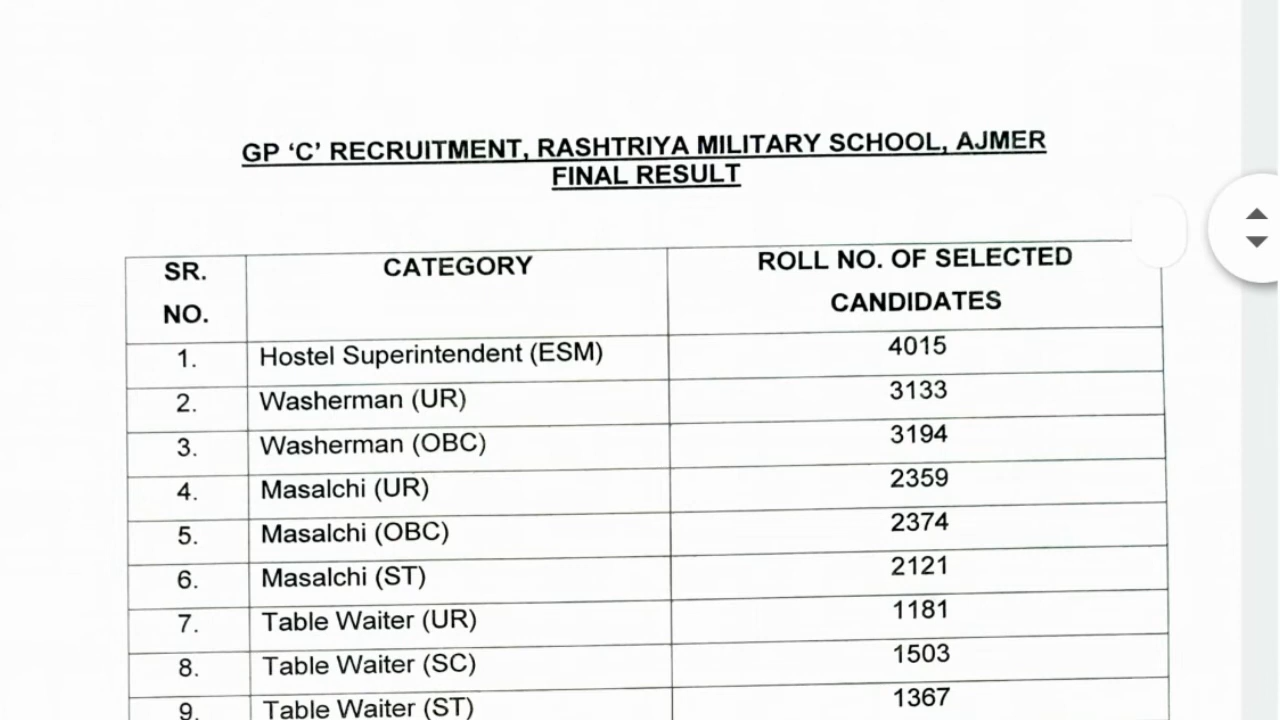 GP ‘C’ RECRUITMENT, RASHTRIYA MILITARY SCHOOL, AJMER
FINAL RESULT
SR. NO. CATEGORY ROLL NO. OF SELECTED CANDIDATES
1. Hostel Superintendent (ESM) 4015
2. Washerman (UR) 3133
3. Washerman (OBC) 3194
4. Masalchi (UR) 2359
5. Masalchi (OBC) 2374
6. Masalchi (ST) 2121
7. Table Waiter (UR) 1181
8. Table Waiter (SC) 1503
9. Table Waiter (ST) 1367